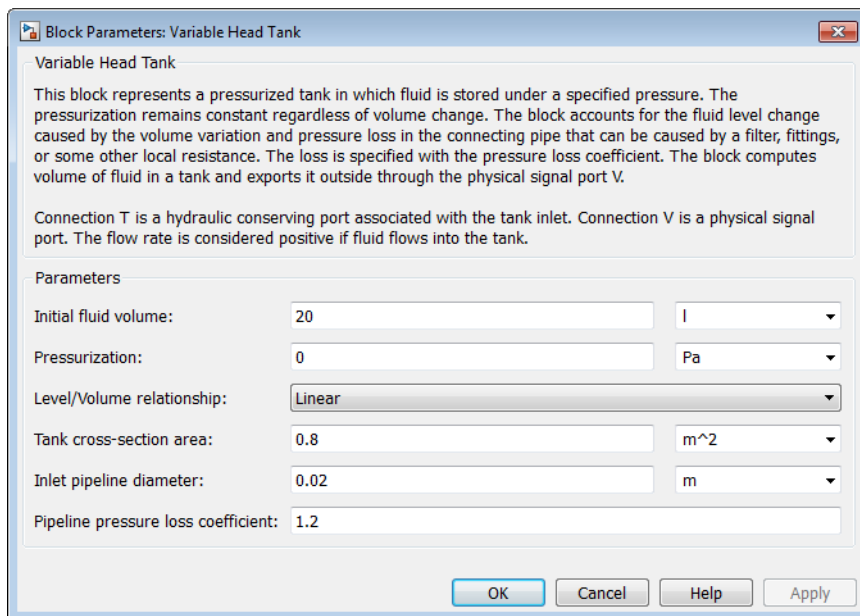 Block Parameters: Variable Head Tank
Variable Head Tank
This block represents a pressurized tank in which fluid is stored under a specified pressure. The
pressurization remains constant regardless of volume change. The block accounts for the fluid level change
caused by the volume variation and pressure loss in the connecting pipe that can be caused by a filter, fittings,
or some other local resistance. The loss is specified with the pressure loss coefficient. The block computes
volume of fluid in a tank and exports it outside through the physical signal port V.
Connection T is a hydraulic conserving port associated with the tank inlet. Connection V is a physical signal
port. The flow rate is considered positive if fluid flows into the tank.
Parameters
Initial fluid volume: 20 l
Pressurization: 0 Pa
Level/Volume relationship: Linear
Tank cross-section area: 0.8 m^2
Inlet pipeline diameter: 0.02 m
Pipeline pressure loss coefficient: 1.2
OK Cancel Help Apply